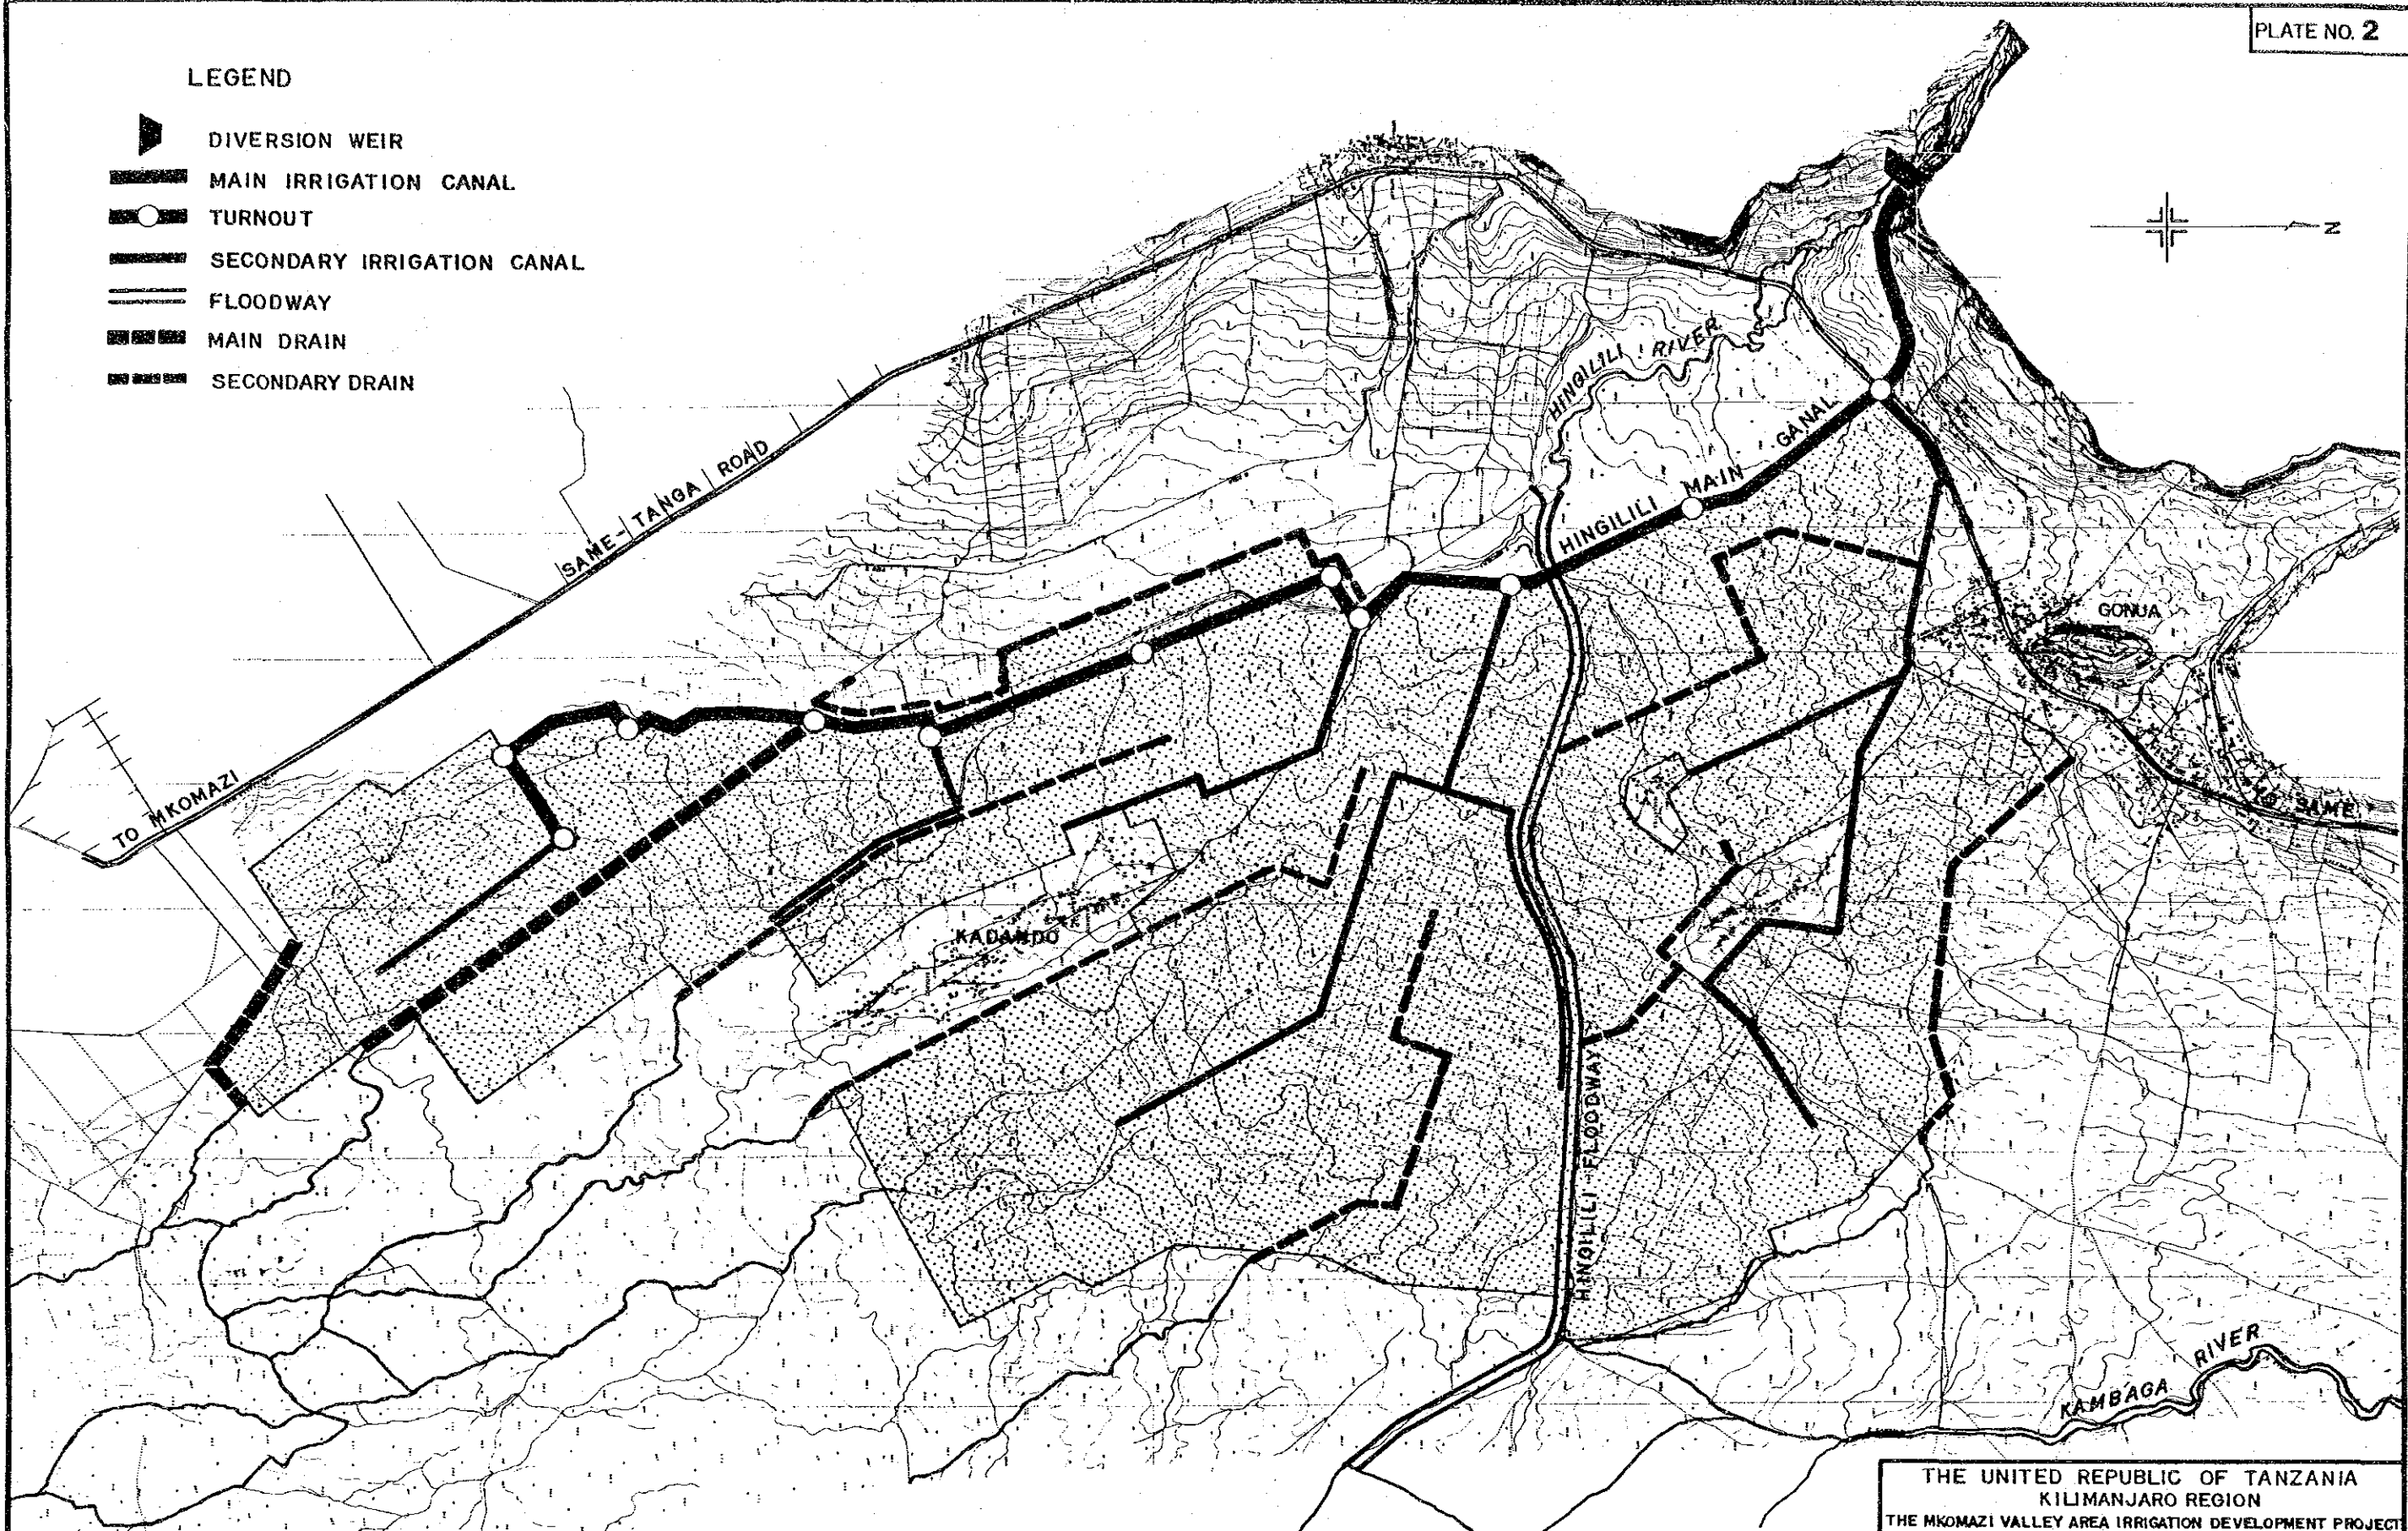 PLATE NO. 2
LEGEND
DIVERSION WEIR
MAIN IRRIGATION CANAL
TURNOUT
SECONDARY IRRIGATION CANAL
FLOODWAY
MAIN DRAIN
SECONDARY DRAIN
N
HINGILILI RIVER
HINGILILI MAIN CANAL
SAME-TANGA ROAD
GONJA
TO MKOMAZI
TO SAME
KADANDO
HINGILILI FLOODWAY
KAMBAGA RIVER
THE UNITED REPUBLIC OF TANZANIA
KILIMANJARO REGION
THE MKOMAZI VALLEY AREA IRRIGATION DEVELOPMENT PROJECT